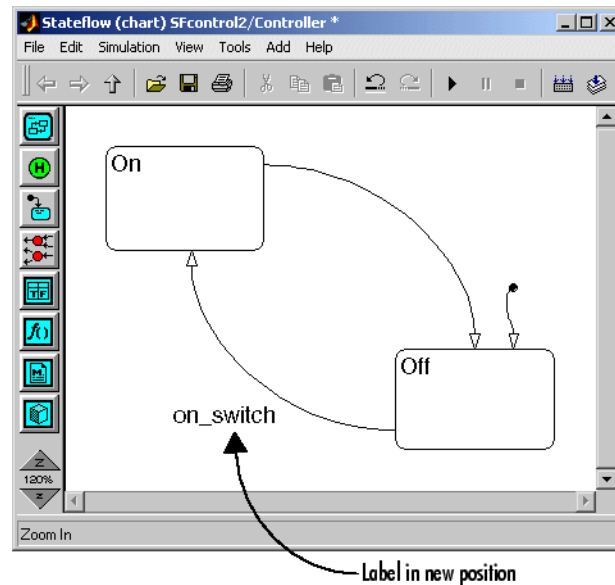 Stateflow (chart) SFcontrol2/Controller *
File Edit Simulation View Tools Add Help
H
On
TF
f()
M
Off
on_switch
Z
120%
Z
Zoom In
Label in new position